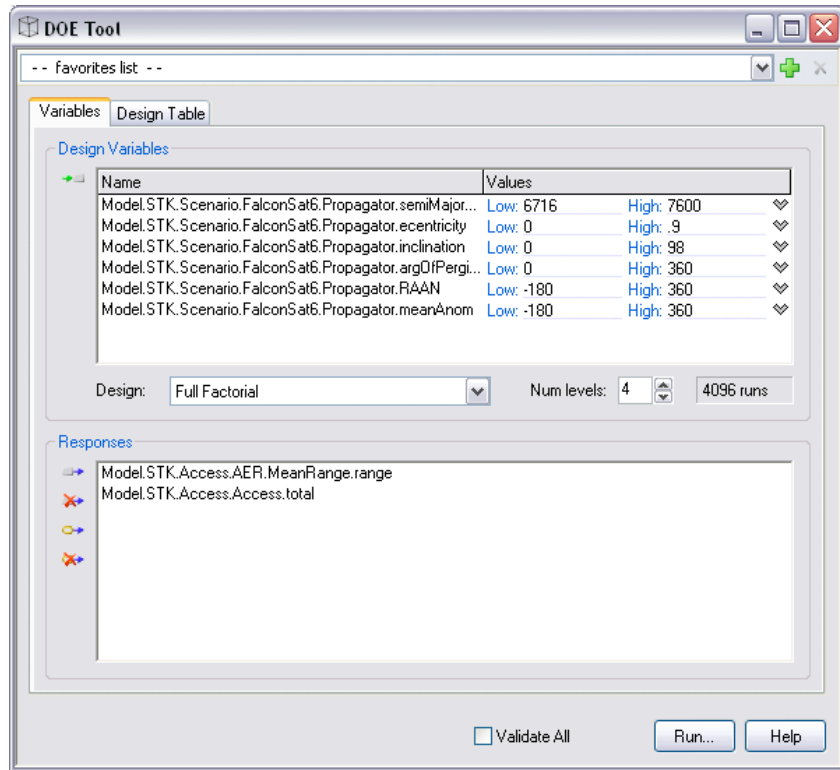 DOE Tool
-- favorites list --
Variables Design Table
Design Variables
Name Values
Model.STK.Scenario.FalconSat6.Propagator.semiMajor... Low: 6716 High: 7600
Model.STK.Scenario.FalconSat6.Propagator.ecentricity Low: 0 High: .9
Model.STK.Scenario.FalconSat6.Propagator.inclination Low: 0 High: 98
Model.STK.Scenario.FalconSat6.Propagator.argOfPergi... Low: 0 High: 360
Model.STK.Scenario.FalconSat6.Propagator.RAAN Low: -180 High: 360
Model.STK.Scenario.FalconSat6.Propagator.meanAnom Low: -180 High: 360
Design: Full Factorial Num levels: 4 4096 runs
Responses
Model.STK.Access.AER.MeanRange.range
Model.STK.Access.Access.total
Validate All Run... Help